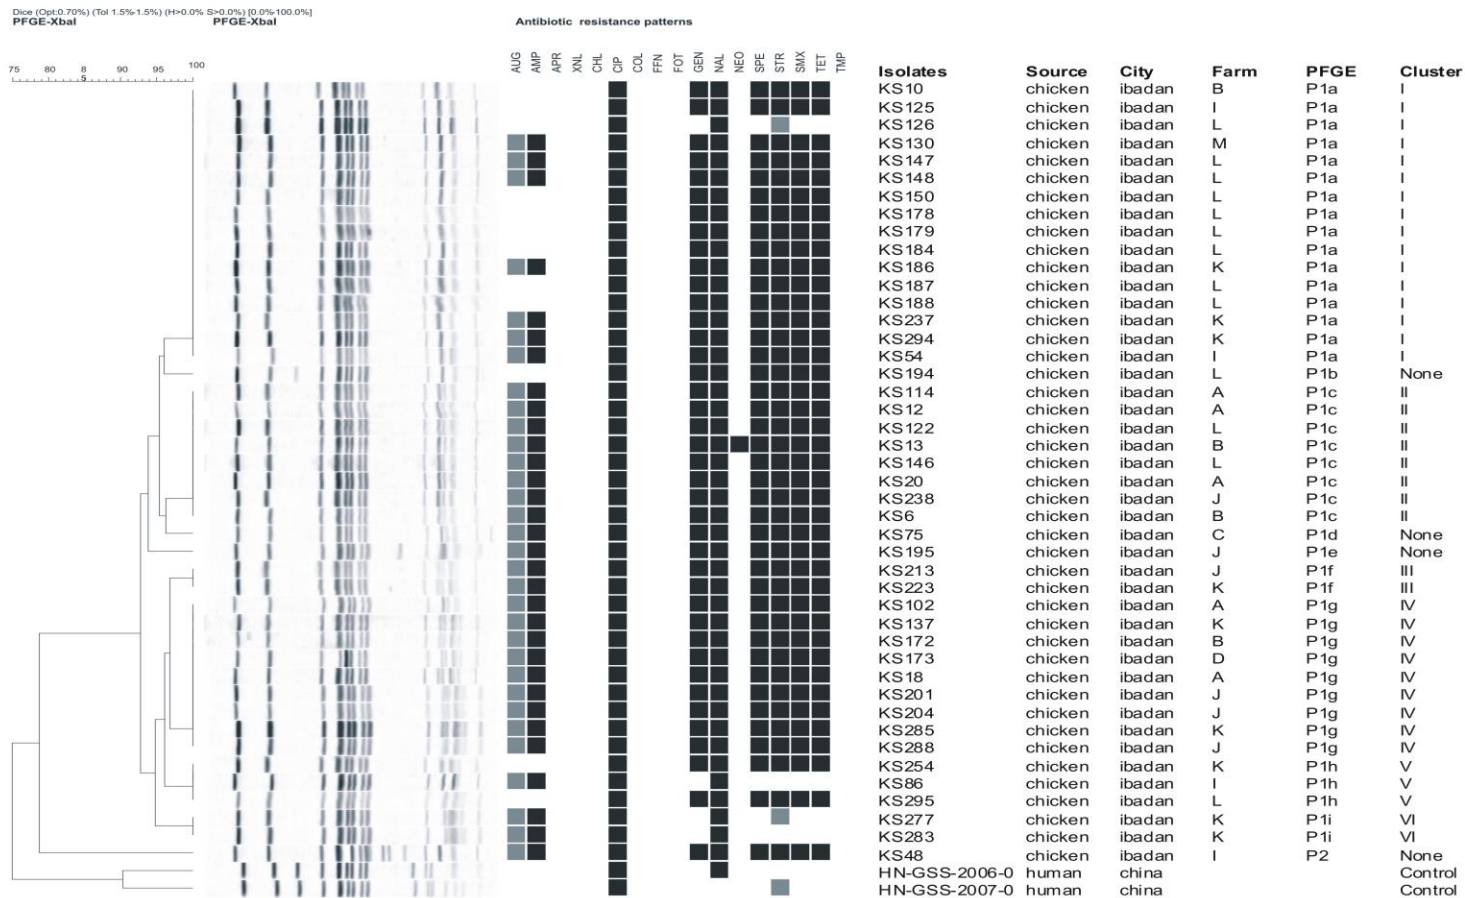 Dice (Opt:0.70%) (Tol 1.5%-1.5%) (H>0.0% S>0.0%) [0.0%-100.0%]
PFGE-XbaI PFGE-XbaI Antibiotic resistance patterns
75 80 85 90 95 100
AUG AMP APR XNL CHL CIP COL FFN FOT GEN NAL NEO SPE STR SMX TET TMP
Isolates Source City Farm PFGE Cluster
KS10 chicken ibadan B P1a I
KS125 chicken ibadan I P1a I
KS126 chicken ibadan L P1a I
KS130 chicken ibadan M P1a I
KS147 chicken ibadan L P1a I
KS148 chicken ibadan L P1a I
KS150 chicken ibadan L P1a I
KS178 chicken ibadan L P1a I
KS179 chicken ibadan L P1a I
KS184 chicken ibadan L P1a I
KS186 chicken ibadan K P1a I
KS187 chicken ibadan L P1a I
KS188 chicken ibadan L P1a I
KS237 chicken ibadan K P1a I
KS294 chicken ibadan K P1a I
KS54 chicken ibadan I P1a I
KS194 chicken ibadan L P1b None
KS114 chicken ibadan A P1c II
KS12 chicken ibadan A P1c II
KS122 chicken ibadan L P1c II
KS13 chicken ibadan B P1c II
KS146 chicken ibadan L P1c II
KS20 chicken ibadan A P1c II
KS238 chicken ibadan J P1c II
KS6 chicken ibadan B P1c II
KS75 chicken ibadan C P1d None
KS195 chicken ibadan J P1e None
KS213 chicken ibadan J P1f III
KS223 chicken ibadan K P1f III
KS102 chicken ibadan A P1g IV
KS137 chicken ibadan K P1g IV
KS172 chicken ibadan B P1g IV
KS173 chicken ibadan D P1g IV
KS18 chicken ibadan A P1g IV
KS201 chicken ibadan J P1g IV
KS204 chicken ibadan J P1g IV
KS285 chicken ibadan K P1g IV
KS288 chicken ibadan J P1g IV
KS254 chicken ibadan K P1h V
KS86 chicken ibadan I P1h V
KS295 chicken ibadan L P1h V
KS277 chicken ibadan K P1i VI
KS283 chicken ibadan K P1i VI
KS48 chicken ibadan I P2 None
HN-GSS-2006-0 human china Control
HN-GSS-2007-0 human china Control